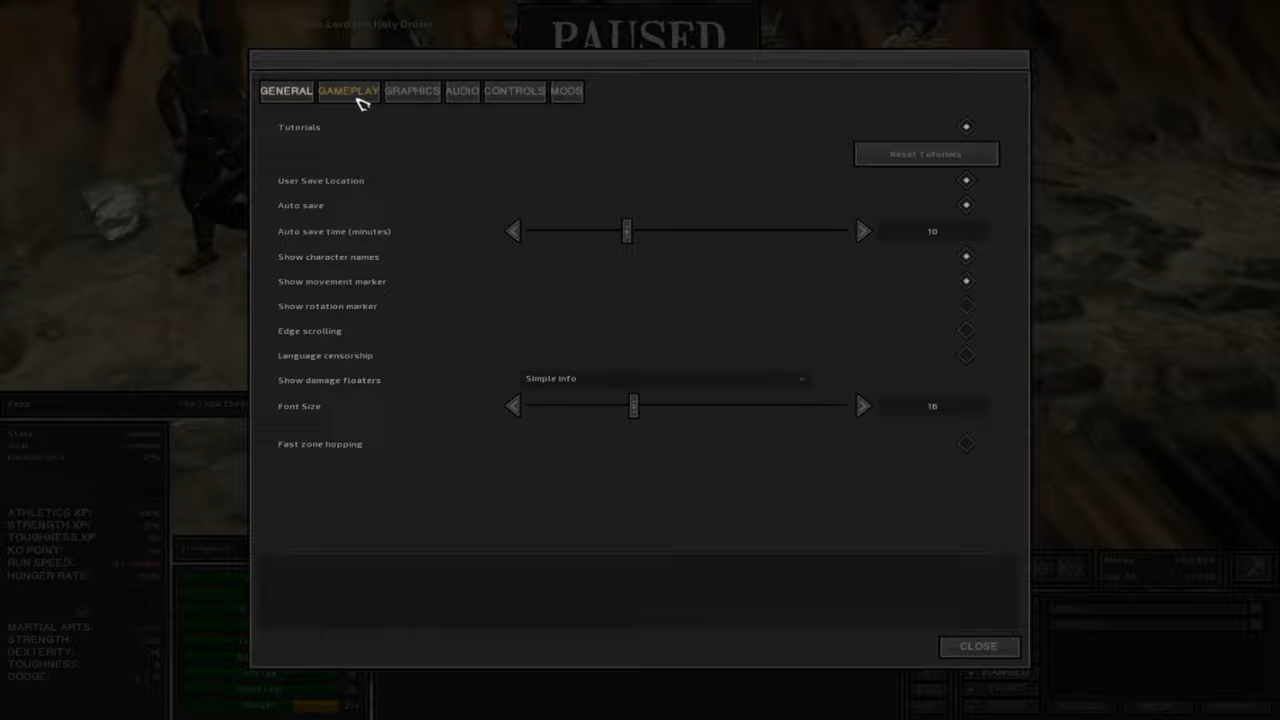 PAUSED
GENERAL GAMEPLAY GRAPHICS AUDIO CONTROLS MODS
Tutorials
Reset Tutorials
User Save Location
Auto save
Auto save time (minutes) 10
Show character names
Show movement marker
Show rotation marker
Edge scrolling
Language censorship
Show damage floaters Simple info
Font Size 16
Fast zone hopping
CLOSE
ATHLETICS XP:
STRENGTH XP:
TOUGHNESS XP
KO POINT:
RUN SPEED:
HUNGER RATE:
MARTIAL ARTS:
STRENGTH:
DEXTERITY:
TOUGHNESS:
DODGE:
Money:
RANGED